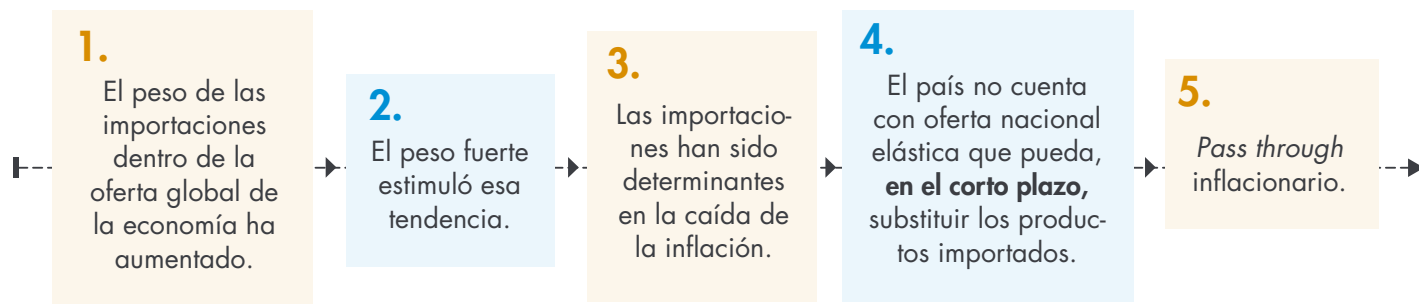 1.
El peso de las
importaciones
dentro de la
oferta global de
la economía ha
aumentado.
2.
El peso fuerte
estimuló esa
tendencia.
3.
Las importacio-
nes han sido
determinantes
en la caída de
la inflación.
4.
El país no cuenta
con oferta nacional
elástica que pueda,
en el corto plazo,
substituir los produc-
tos importados.
5.
Pass through
inflacionario.